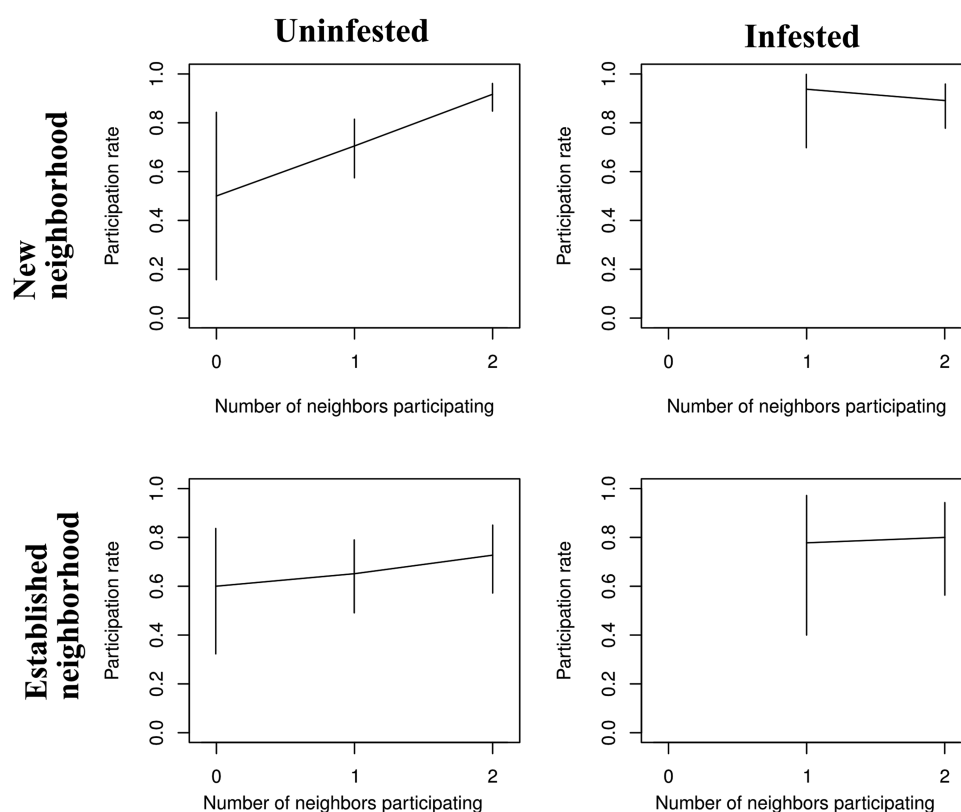 Uninfested
Infested
New
neighborhood
Participation rate
0.0 0.2 0.4 0.6 0.8 1.0
0 1 2
Number of neighbors participating
Participation rate
0.0 0.2 0.4 0.6 0.8 1.0
0 1 2
Number of neighbors participating
Established
neighborhood
Participation rate
0.0 0.2 0.4 0.6 0.8 1.0
0 1 2
Number of neighbors participating
Participation rate
0.0 0.2 0.4 0.6 0.8 1.0
0 1 2
Number of neighbors participating